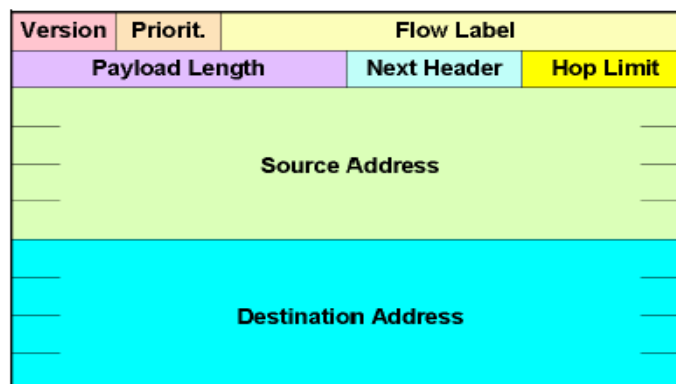 Version Priorit. Flow Label
Payload Length Next Header Hop Limit
Source Address
Destination Address